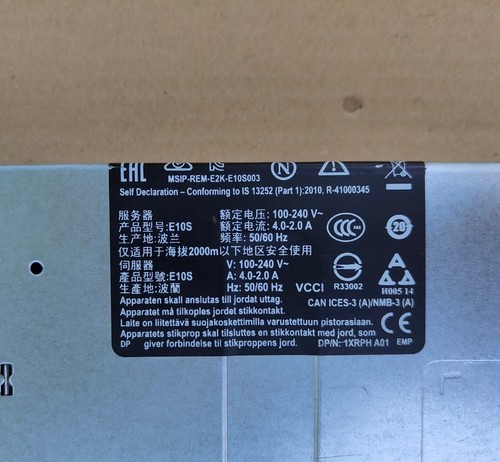 EAC
N
MSIP-REM-E2K-E10S003
Self Declaration – Conforming to IS 13252 (Part 1):2010, R-41000345
服务器 额定电压: 100-240 V~
产品型号: E10S 额定电流: 4.0-2.0 A
生产地: 波兰 频率: 50/60 Hz
仅适用于海拔2000m以下地区安全使用
伺服器 V: 100-240 V~
產品型號: E10S A: 4.0-2.0 A
生產地: 波蘭 Hz: 50/60 Hz VCCI
CCC
20
R33002
H005 14
Apparaten skall anslutas till jordat uttag. CAN ICES-3 (A)/NMB-3 (A)
Apparatet må tilkoples jordet stikkontakt.
Laite on liitettävä suojakoskettimilla varustettuun pistorasiaan.
Apparatets stikprop skal tilsluttes en stikkontakt med jord, som
DP giver forbindelse til stikproppens jord. DP/N: 1XRPH A01 EMP
CE